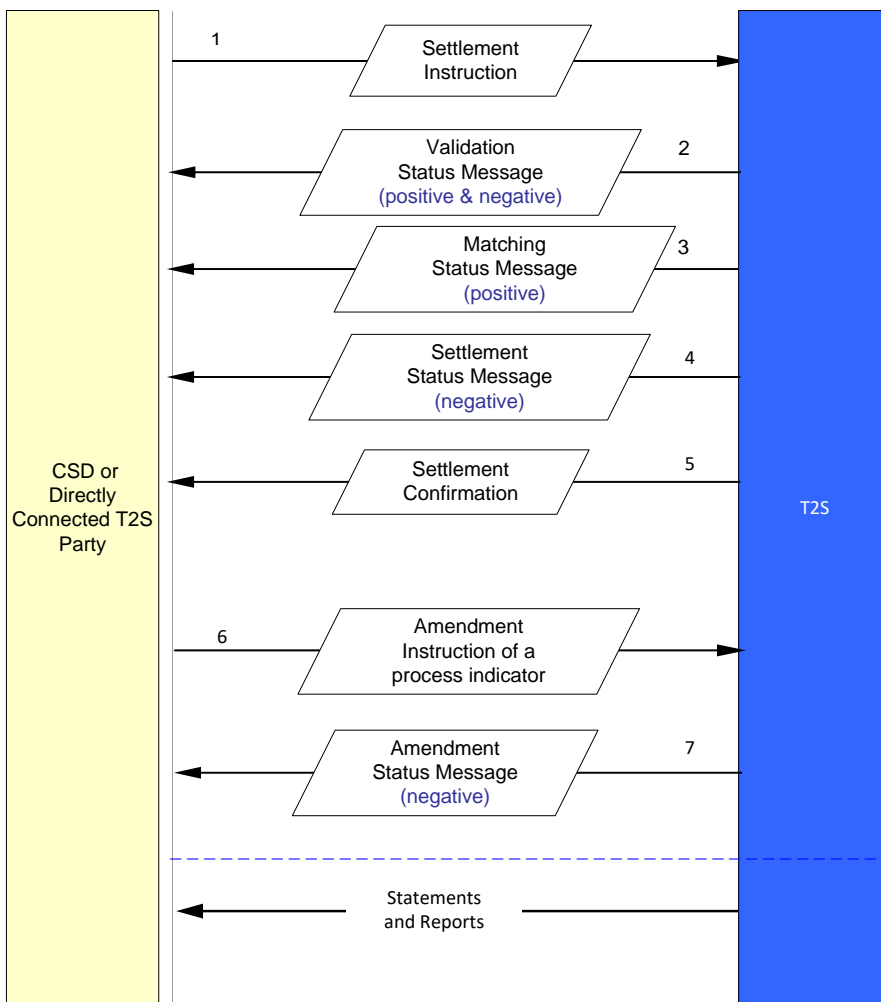 1
Settlement
Instruction
Validation
Status Message
(positive & negative)
2
Matching
Status Message
(positive)
3
Settlement
Status Message
(negative)
4
Settlement
Confirmation
5
CSD or
Directly
Connected T2S
Party
T2S
6
Amendment
Instruction of a
process indicator
Amendment
Status Message
(negative)
7
Statements
and Reports